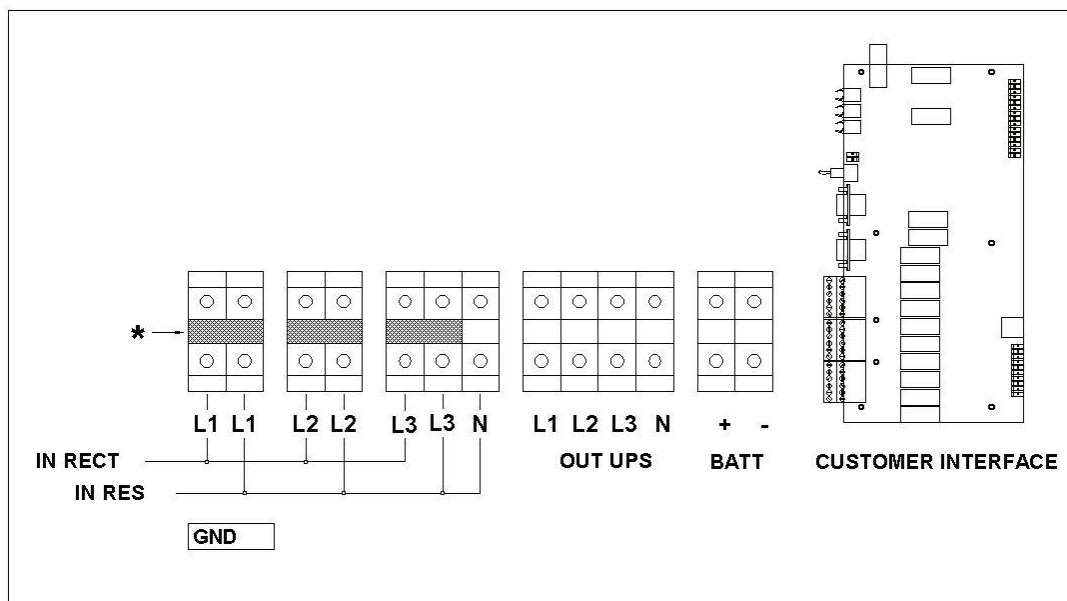 *
L1 L1 L2 L2 L3 L3 N L1 L2 L3 N + -
IN RECT OUT UPS BATT CUSTOMER INTERFACE
IN RES
GND